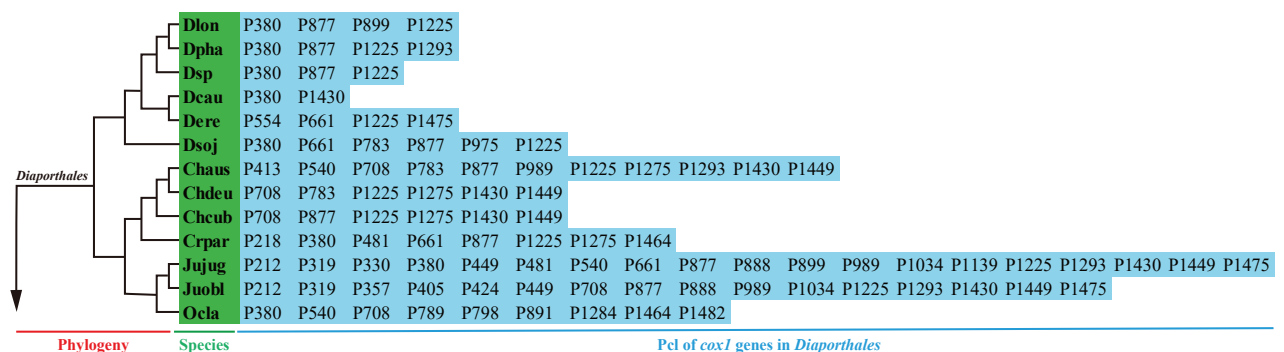 Dlon P380 P877 P899 P1225
Dpha P380 P877 P1225 P1293
Dsp P380 P877 P1225
Dcau P380 P1430
Dere P554 P661 P1225 P1475
Dsoj P380 P661 P783 P877 P975 P1225
Diaporthales
Chaus P413 P540 P708 P783 P877 P989 P1225 P1275 P1293 P1430 P1449
Chdeu P708 P783 P1225 P1275 P1430 P1449
Chcub P708 P877 P1225 P1275 P1430 P1449
Crpar P218 P380 P481 P661 P877 P1225 P1275 P1464
Jujug P212 P319 P330 P380 P449 P481 P540 P661 P877 P888 P899 P989 P1034 P1139 P1225 P1293 P1430 P1449 P1475
Juobl P212 P319 P357 P405 P424 P449 P708 P877 P888 P989 P1034 P1225 P1293 P1430 P1449 P1475
Ocla P380 P540 P708 P789 P798 P891 P1284 P1464 P1482
Phylogeny Species Pcl of cox1 genes in Diaporthales